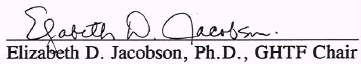 Elizabeth D. Jacobson.
Elizabeth D. Jacobson, Ph.D., GHTF Chair